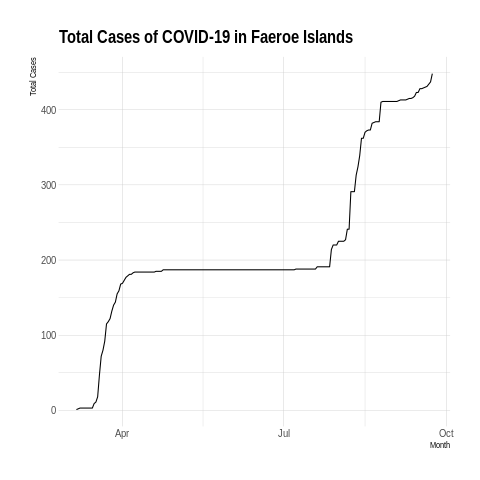 Total Cases of COVID-19 in Faeroe Islands
Total Cases
400
300
200
100
0
Apr Jul Oct
Month